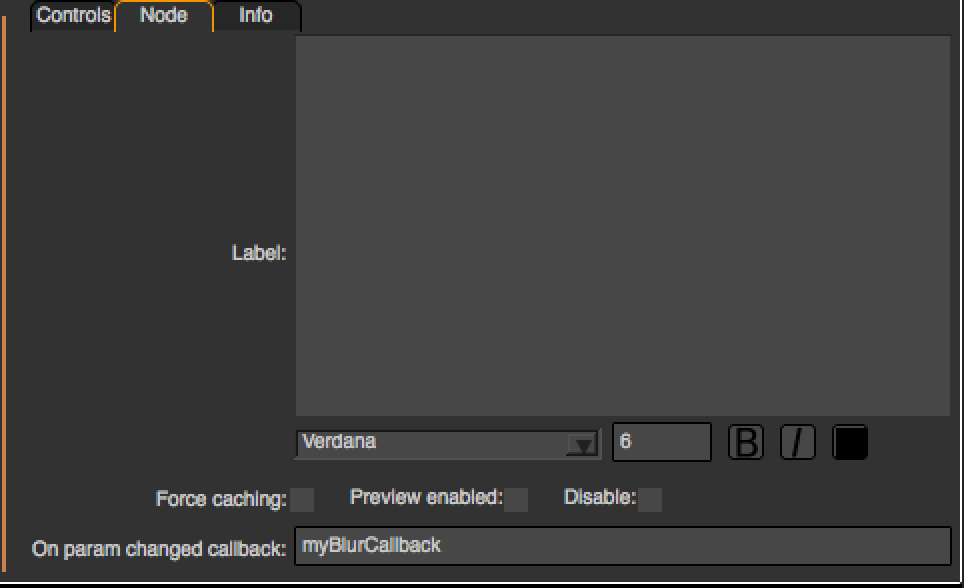 Controls Node Info
Label:
Verdana 6 B I
Force caching: Preview enabled: Disable:
On param changed callback: myBlurCallback